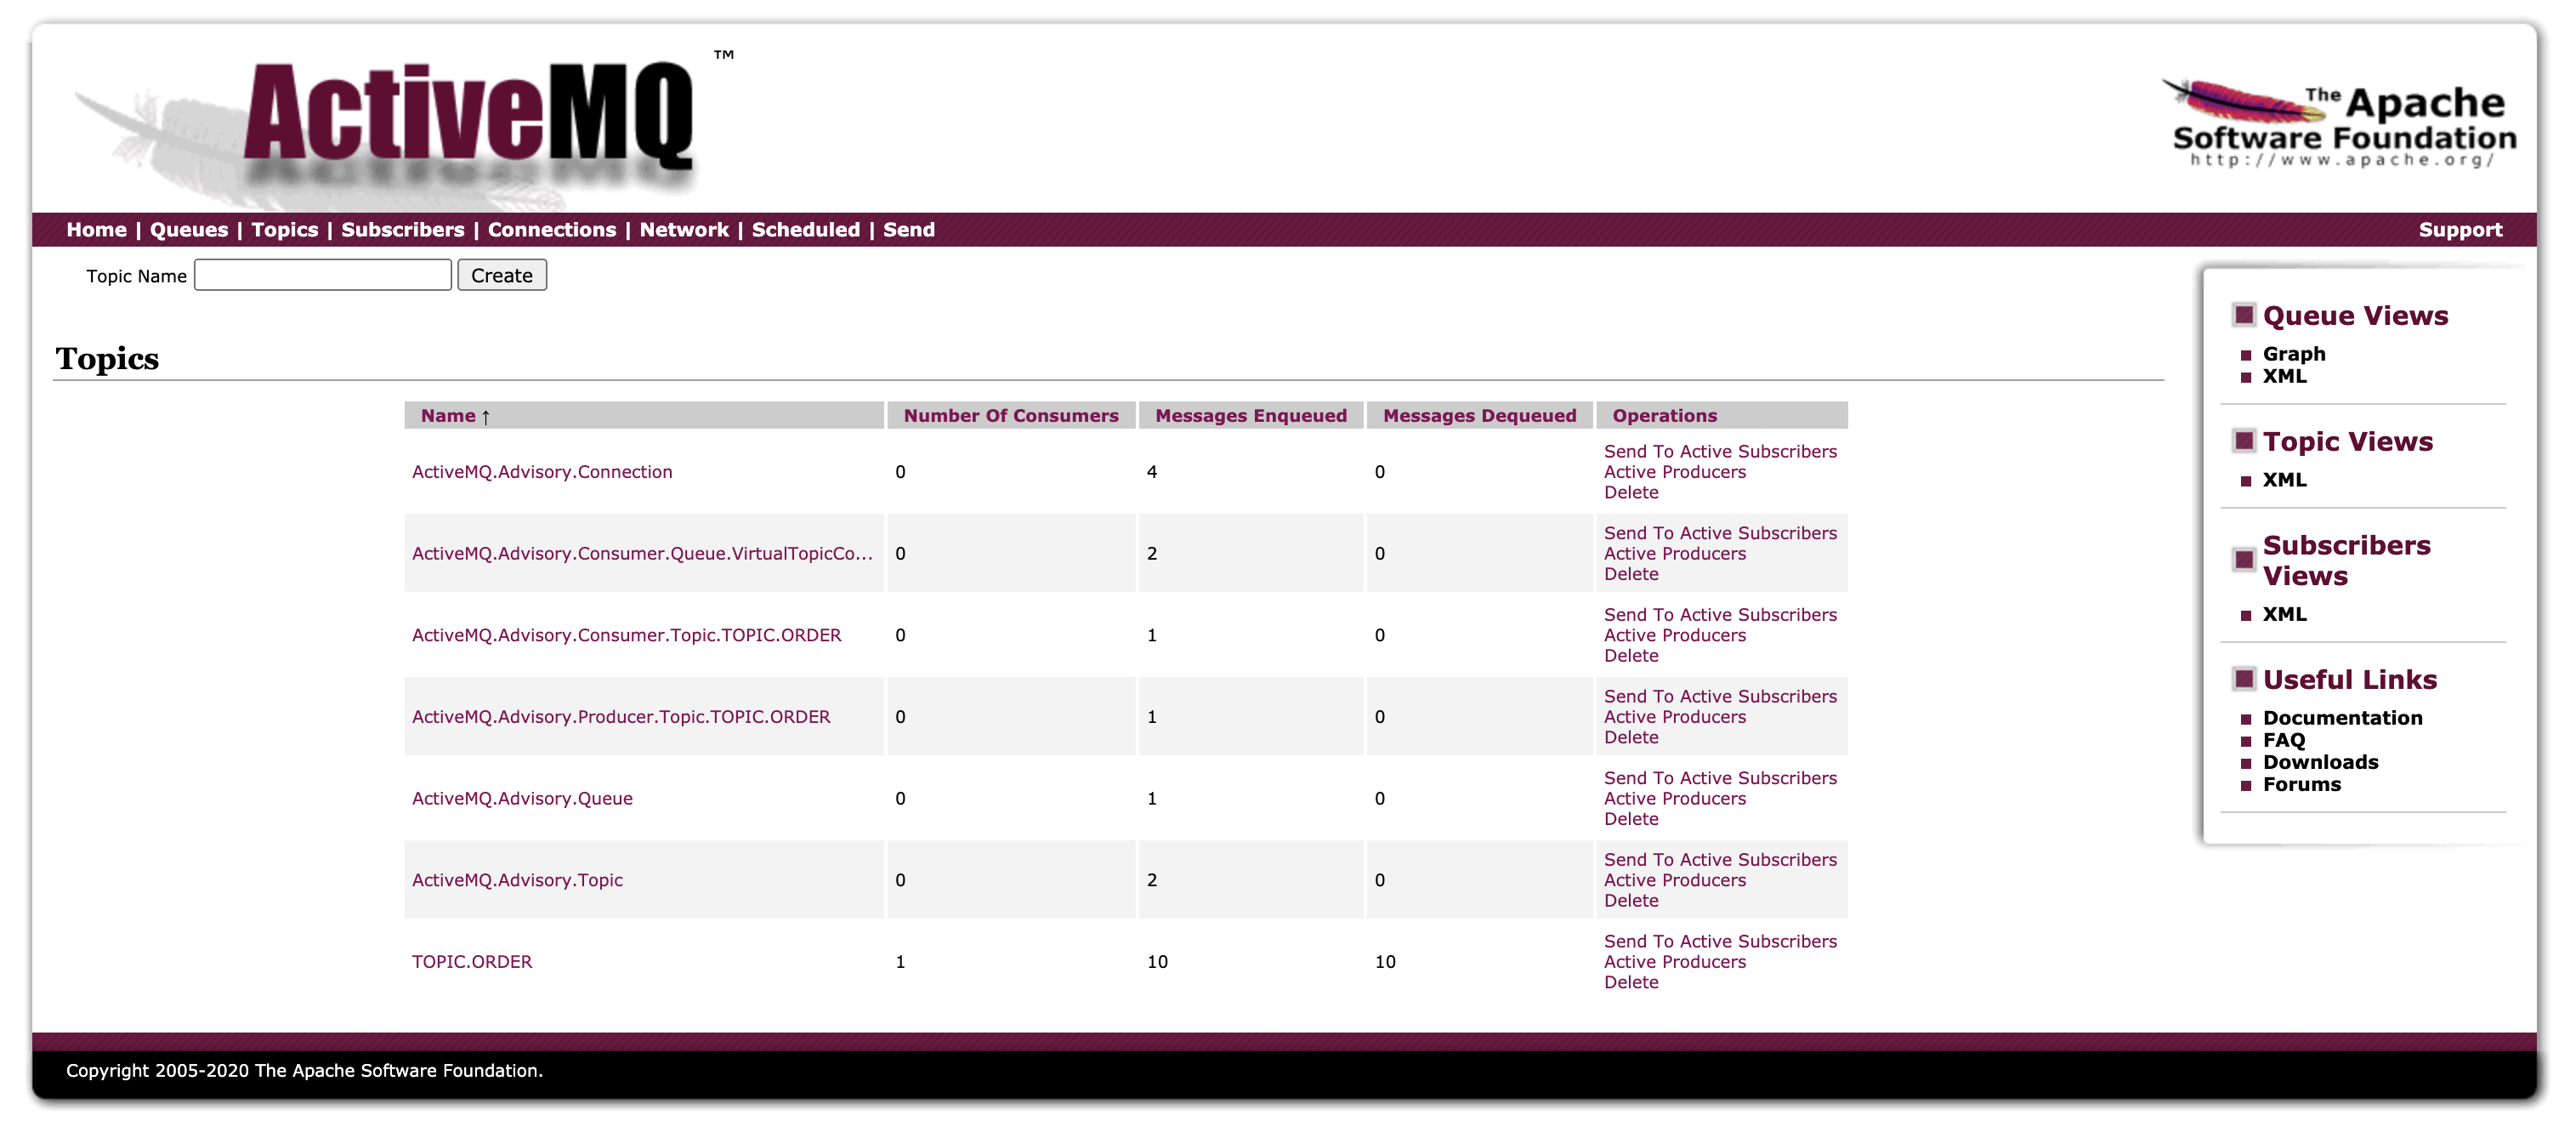 ActiveMQ ™
The Apache
Software Foundation
http://www.apache.org/
Home | Queues | Topics | Subscribers | Connections | Network | Scheduled | Send
Support
Topic Name Create
Topics
Name ↑ Number Of Consumers Messages Enqueued Messages Dequeued Operations
ActiveMQ.Advisory.Connection 0 4 0 Send To Active Subscribers
Active Producers
Delete
ActiveMQ.Advisory.Consumer.Queue.VirtualTopicCo... 0 2 0 Send To Active Subscribers
Active Producers
Delete
ActiveMQ.Advisory.Consumer.Topic.TOPIC.ORDER 0 1 0 Send To Active Subscribers
Active Producers
Delete
ActiveMQ.Advisory.Producer.Topic.TOPIC.ORDER 0 1 0 Send To Active Subscribers
Active Producers
Delete
ActiveMQ.Advisory.Queue 0 1 0 Send To Active Subscribers
Active Producers
Delete
ActiveMQ.Advisory.Topic 0 2 0 Send To Active Subscribers
Active Producers
Delete
TOPIC.ORDER 1 10 10 Send To Active Subscribers
Active Producers
Delete
Queue Views
Graph
XML
Topic Views
XML
Subscribers
Views
XML
Useful Links
Documentation
FAQ
Downloads
Forums
Copyright 2005-2020 The Apache Software Foundation.